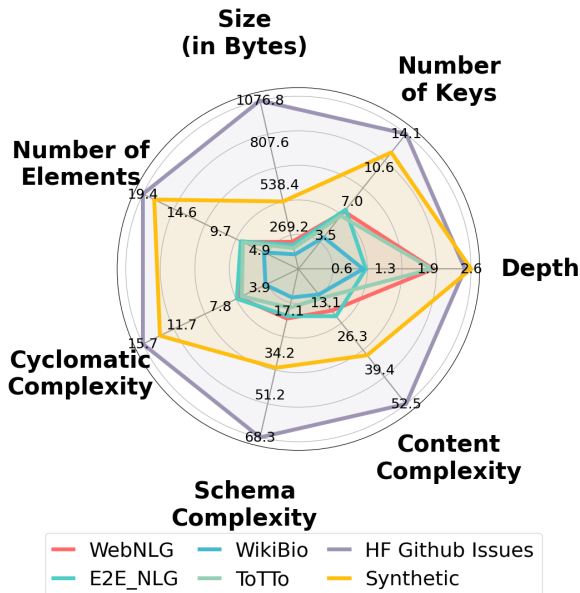 Size
(in Bytes)
Number
of Keys
1076.8
14.1
807.6
10.6
Number of
Elements
538.4
19.4
7.0
14.6
269.2
9.7
3.5
4.9
0.6
1.3
1.9
2.6
Depth
3.9
13.1
7.8
17.1
11.7
26.3
15.7
Cyclomatic
Complexity
34.2
39.4
51.2
52.5
68.3
Content
Complexity
Schema
Complexity
WebNLG
WikiBio
HF Github Issues
E2E_NLG
ToTTo
Synthetic